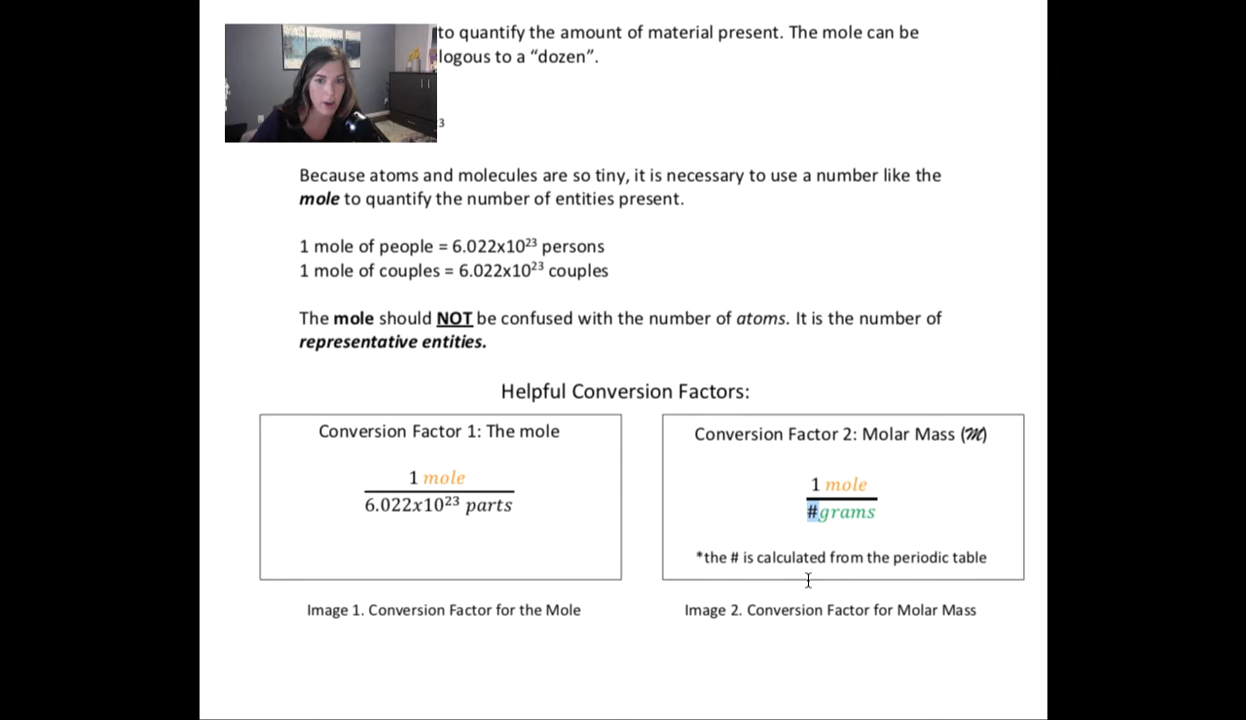 to quantify the amount of material present. The mole can be
logous to a “dozen”.
3
Because atoms and molecules are so tiny, it is necessary to use a number like the
mole to quantify the number of entities present.
1 mole of people = 6.022x10²³ persons
1 mole of couples = 6.022x10²³ couples
The mole should NOT be confused with the number of atoms. It is the number of
representative entities.
Helpful Conversion Factors:
Conversion Factor 1: The mole
1 mole
6.022x10²³ parts
Conversion Factor 2: Molar Mass (ℳ)
1 mole
#grams
*the # is calculated from the periodic table
Image 1. Conversion Factor for the Mole
Image 2. Conversion Factor for Molar Mass